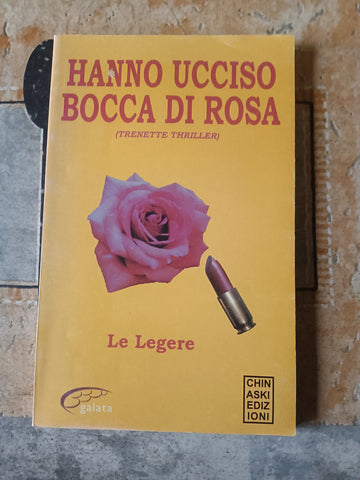 HANNO UCCISO
BOCCA DI ROSA
(TRENETTE THRILLER)
Le Legere
galata
CHIN
ASKI
EDIZ
IONI